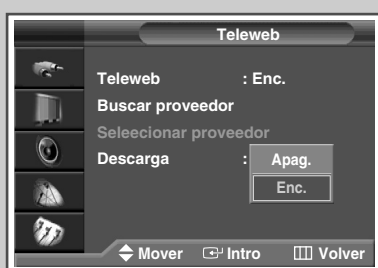 Teleweb
Teleweb : Enc.
Buscar proveedor
Seleecionar proveedor
Descarga : Apag.
Enc.
Mover Intro Volver